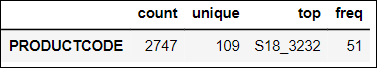 count unique top freq
PRODUCTCODE 2747 109 S18_3232 51